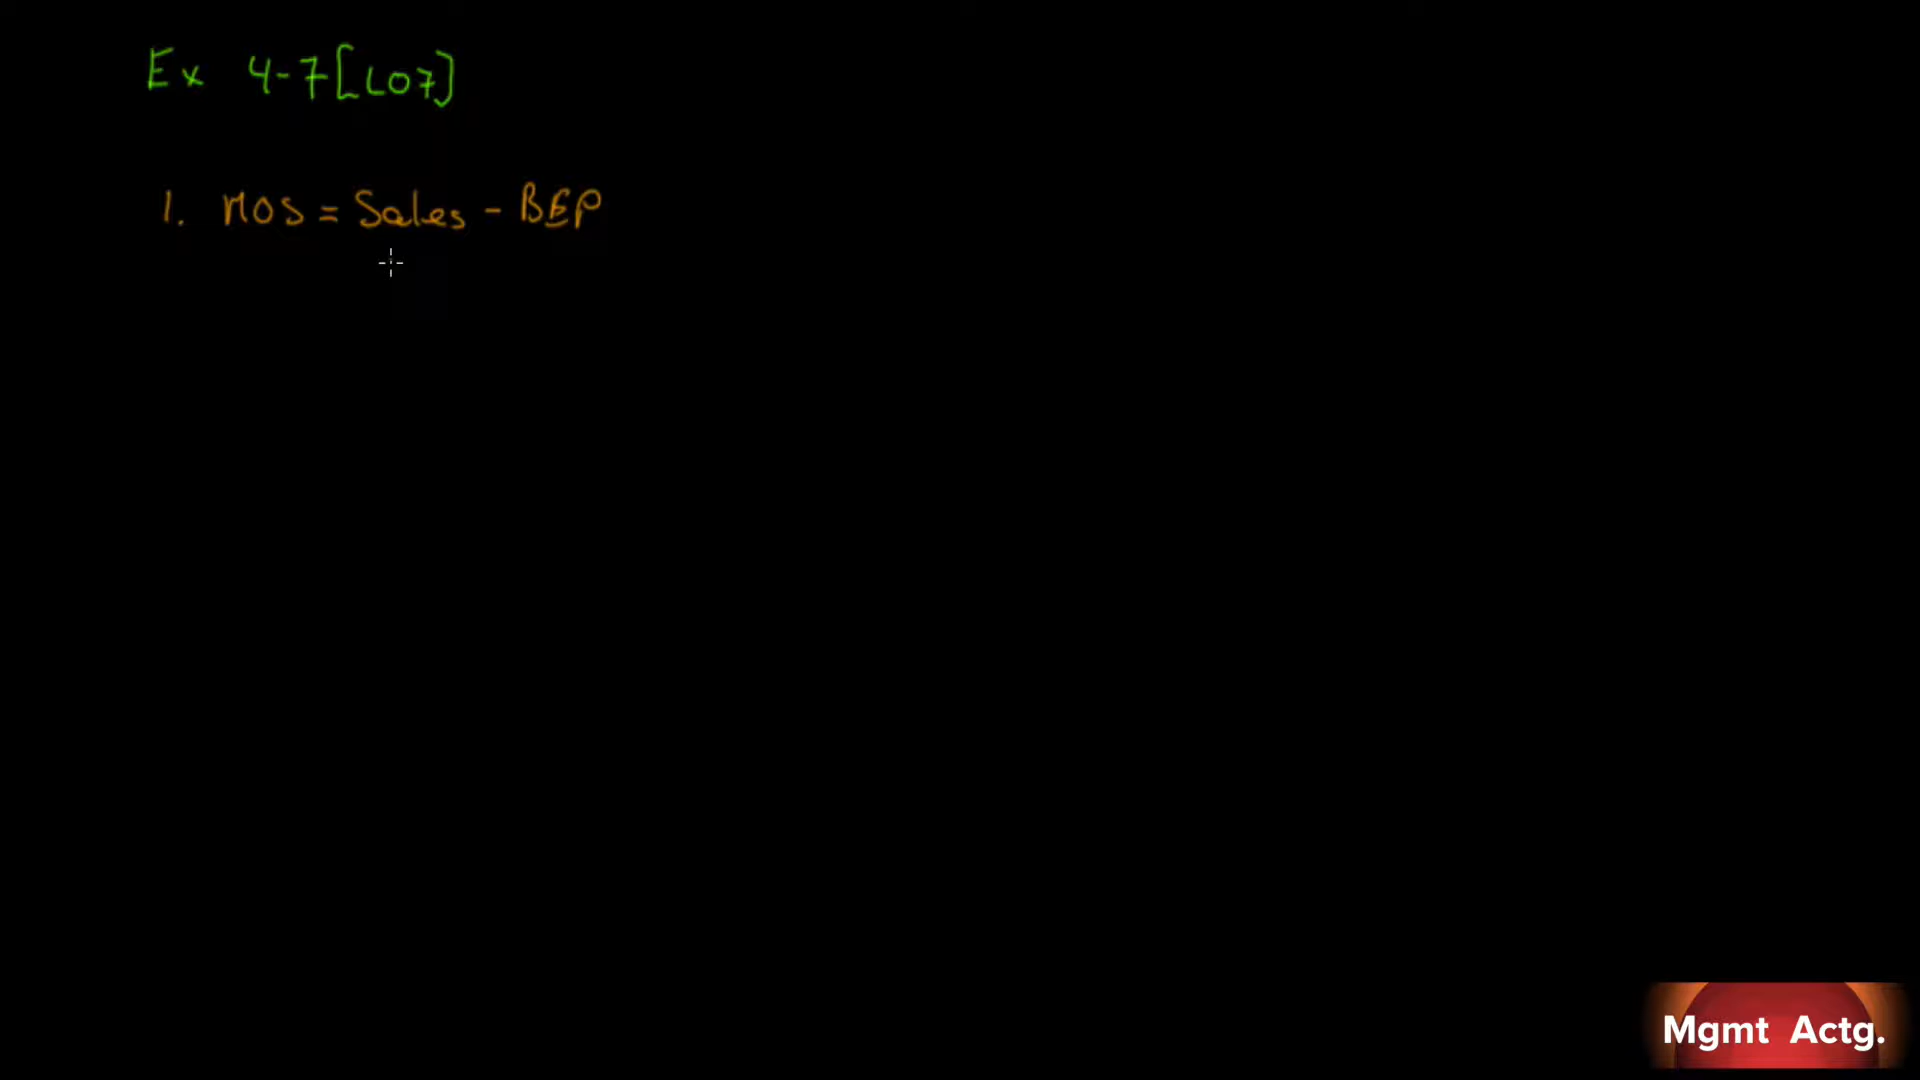 Ex 4-7[LO7]
1. MOS = Sales - BEP
Mgmt Actg.